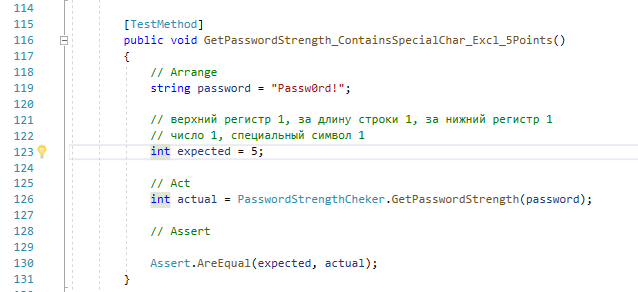 114
115 [TestMethod]
116 public void GetPasswordStrength_ContainsSpecialChar_Excl_5Points()
117 {
118 // Arrange
119 string password = "Passw0rd!";
120
121 // верхний регистр 1, за длину строки 1, за нижний регистр 1
122 // число 1, специальный символ 1
123 int expected = 5;
124
125 // Act
126 int actual = PasswordStrengthCheker.GetPasswordStrength(password);
127
128 // Assert
129
130 Assert.AreEqual(expected, actual);
131 }